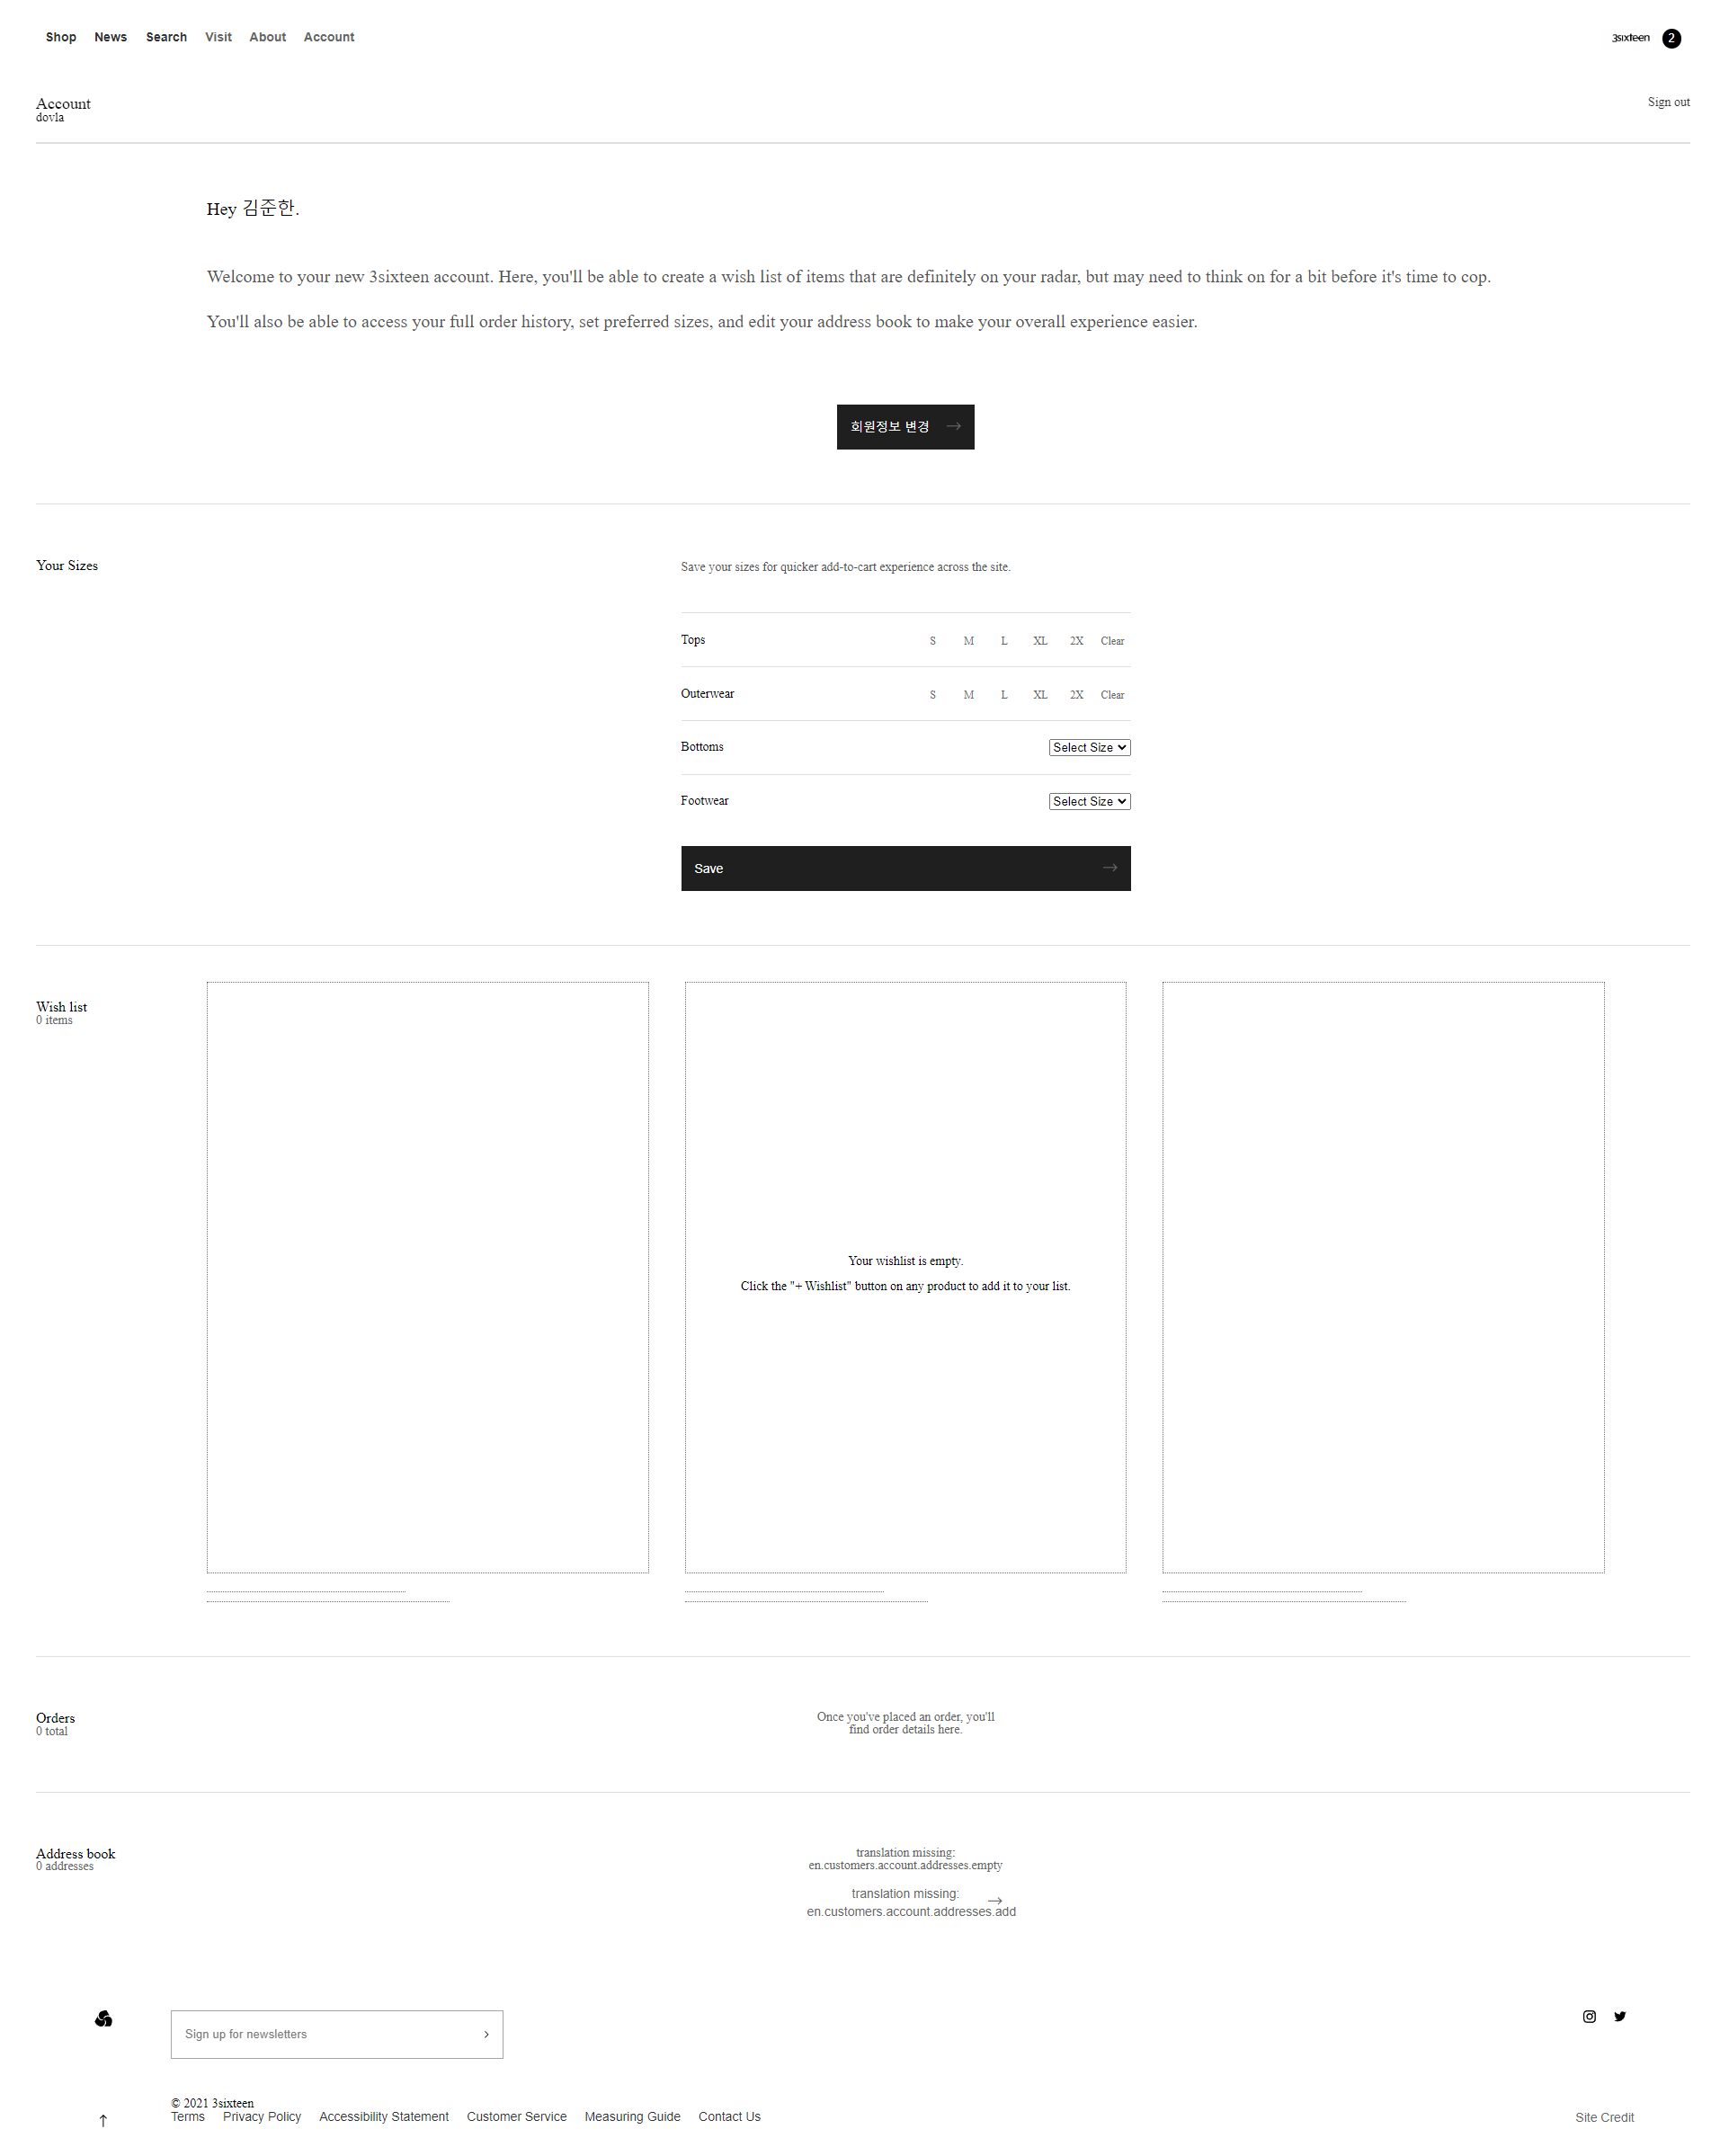 Shop News Search Visit About Account
3sixteen 2
Account
dovla
Sign out
Hey 김준한.
Welcome to your new 3sixteen account. Here, you'll be able to create a wish list of items that are definitely on your radar, but may need to think on for a bit before it's time to cop.
You'll also be able to access your full order history, set preferred sizes, and edit your address book to make your overall experience easier.
회원정보 변경
Your Sizes
Save your sizes for quicker add-to-cart experience across the site.
Tops S M L XL 2X Clear
Outerwear S M L XL 2X Clear
Bottoms Select Size
Footwear Select Size
Save
Wish list
0 items
Your wishlist is empty.
Click the "+ Wishlist" button on any product to add it to your list.
Orders
0 total
Once you've placed an order, you'll
find order details here.
Address book
0 addresses
translation missing:
en.customers.account.addresses.empty
translation missing:
en.customers.account.addresses.add
Sign up for newsletters
© 2021 3sixteen
Terms Privacy Policy Accessibility Statement Customer Service Measuring Guide Contact Us
Site Credit